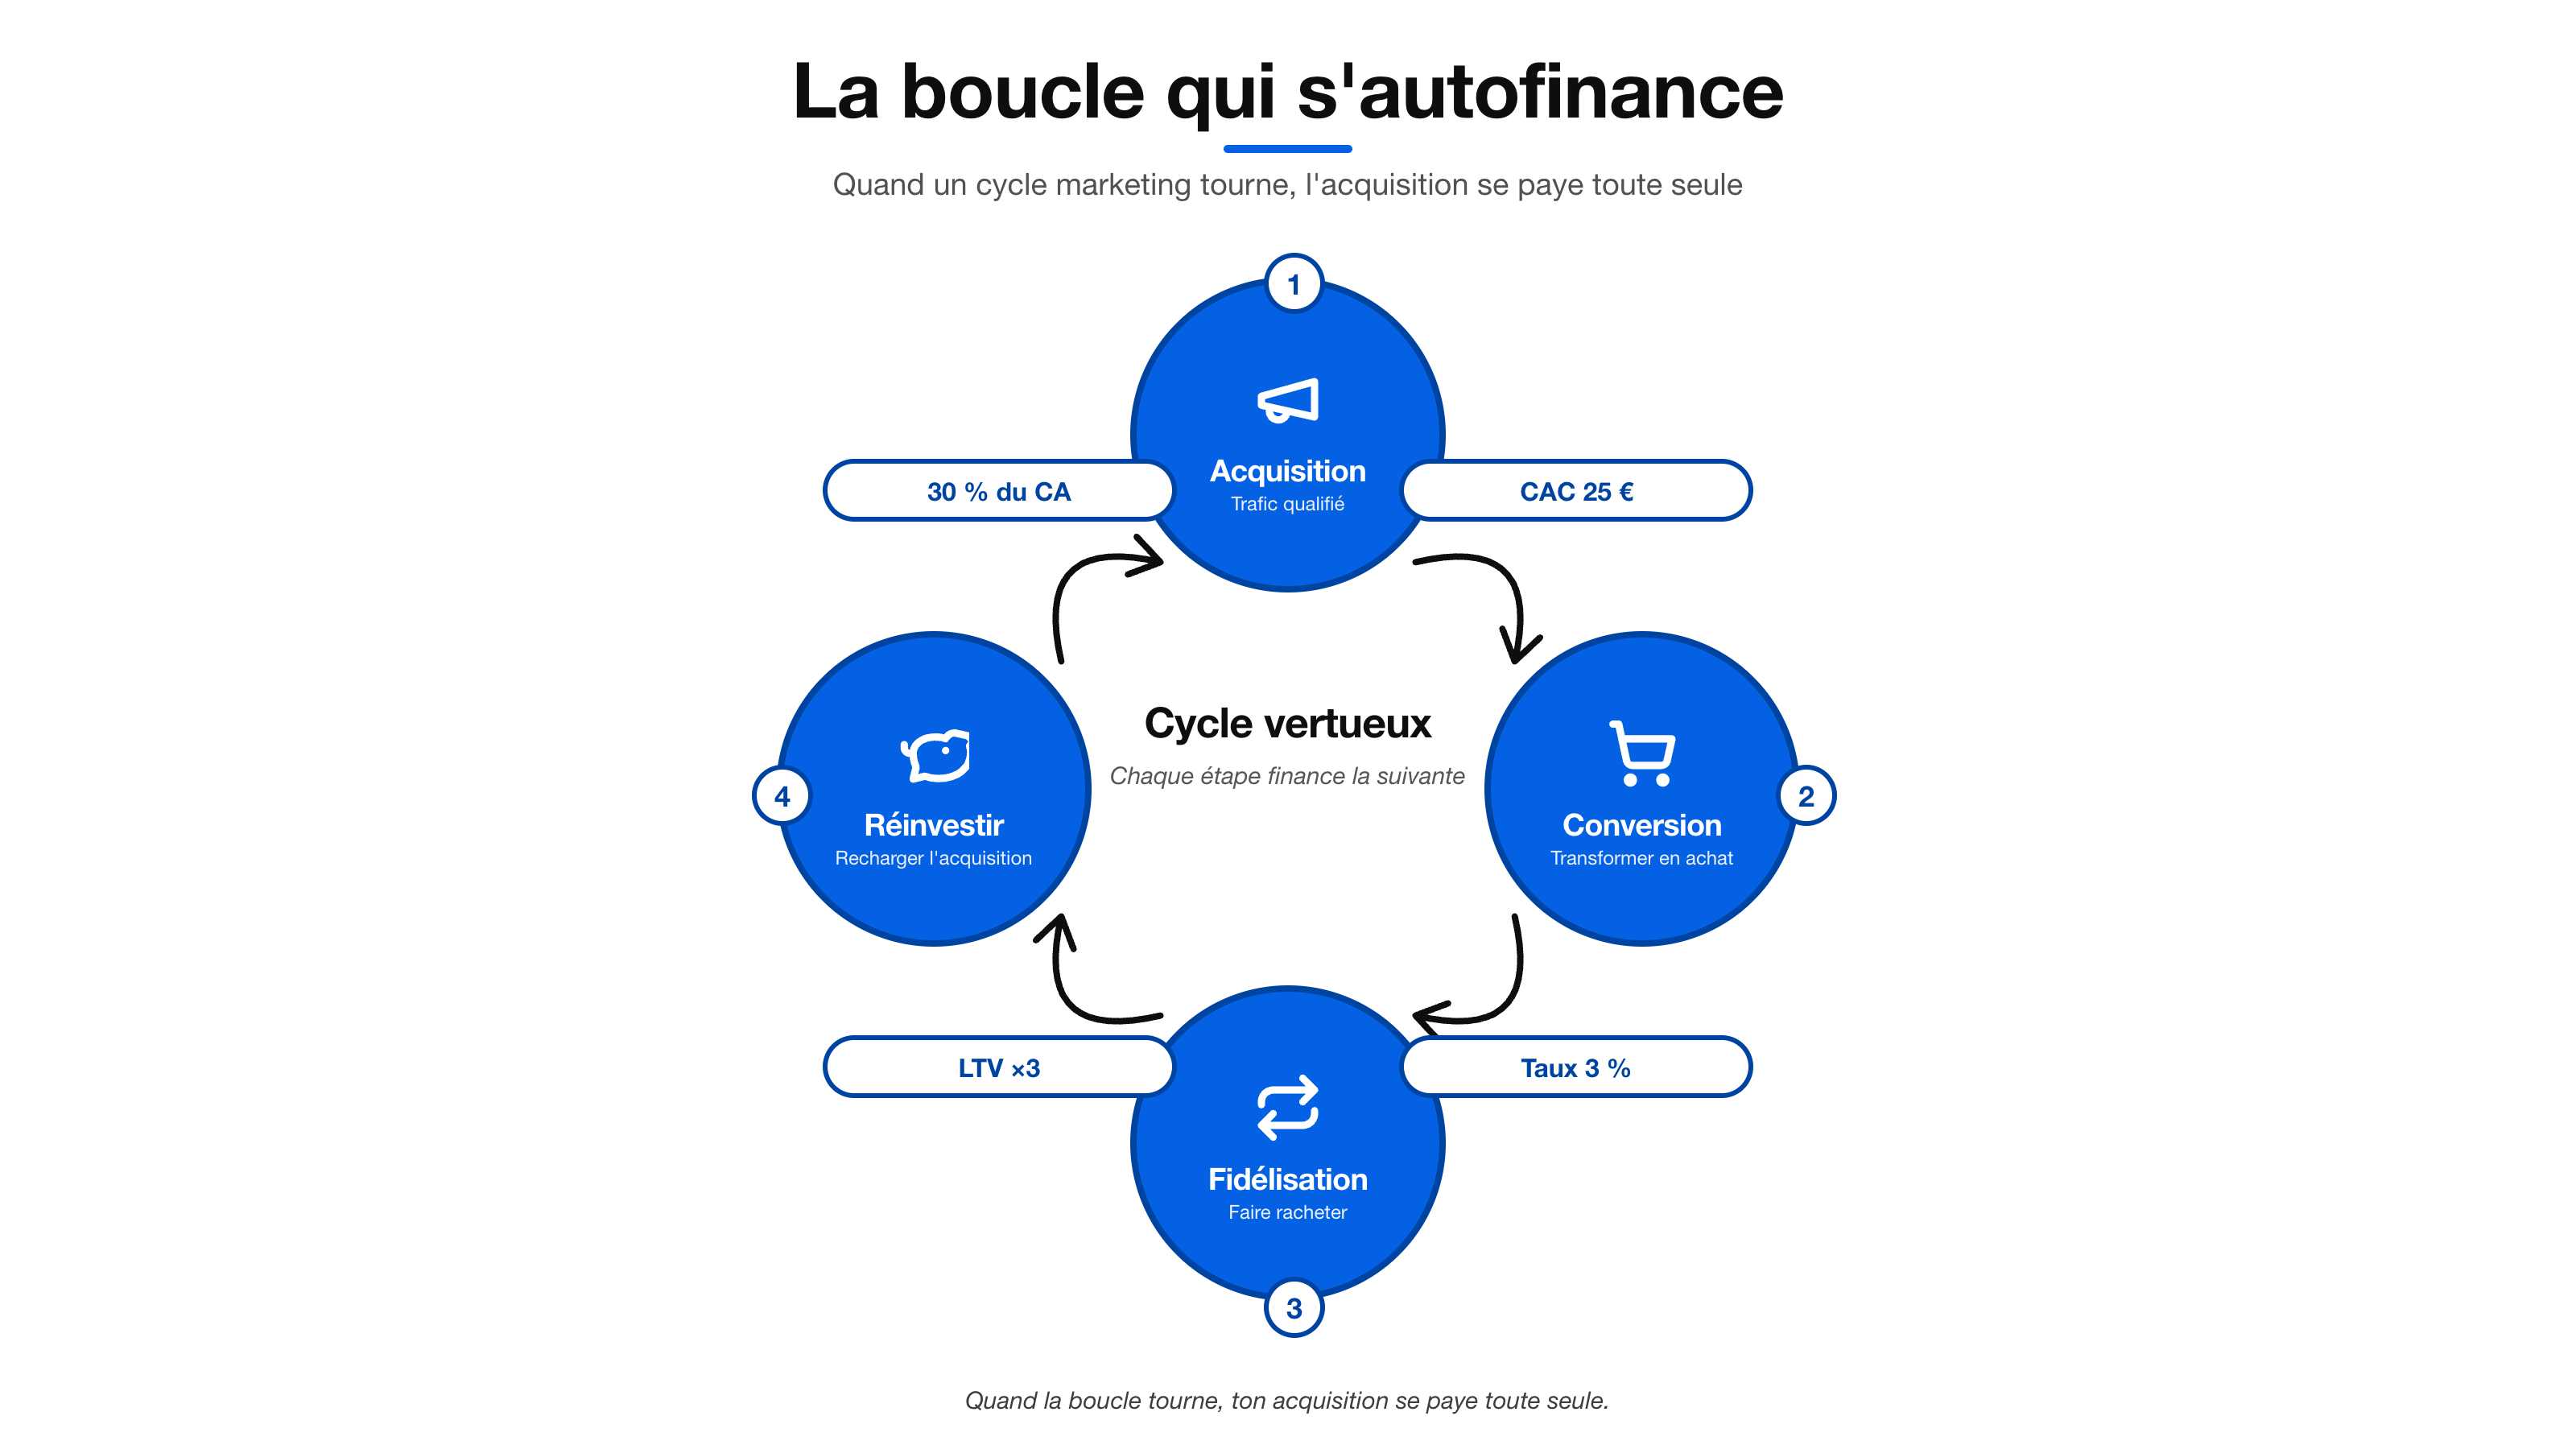 La boucle qui s'autofinance
Quand un cycle marketing tourne, l'acquisition se paye toute seule
1
Acquisition
Trafic qualifié
30 % du CA
CAC 25 €
Cycle vertueux
Chaque étape finance la suivante
4
Réinvestir
Recharger l'acquisition
2
Conversion
Transformer en achat
LTV ×3
Taux 3 %
Fidélisation
Faire racheter
3
Quand la boucle tourne, ton acquisition se paye toute seule.